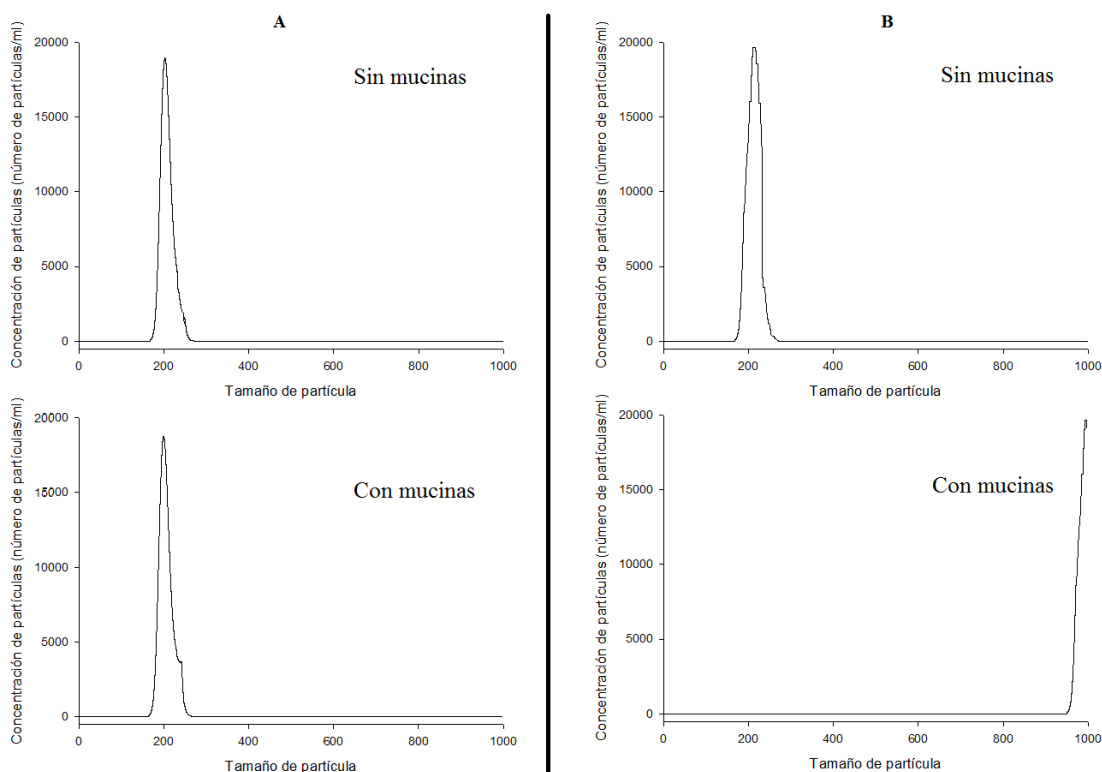 A
Concentración de partículas (número de partículas/ml)
20000
15000
10000
5000
0
Sin mucinas
0 200 400 600 800 1000
Tamaño de partícula
Concentración de partículas (número de partículas/ml)
20000
15000
10000
5000
0
Con mucinas
0 200 400 600 800 1000
Tamaño de partícula
B
Concentración de partículas (número de partículas/ml)
20000
15000
10000
5000
0
Sin mucinas
0 200 400 600 800 1000
Tamaño de partícula
Concentración de partículas (número de partículas/ml)
20000
15000
10000
5000
0
Con mucinas
0 200 400 600 800 1000
Tamaño de partícula